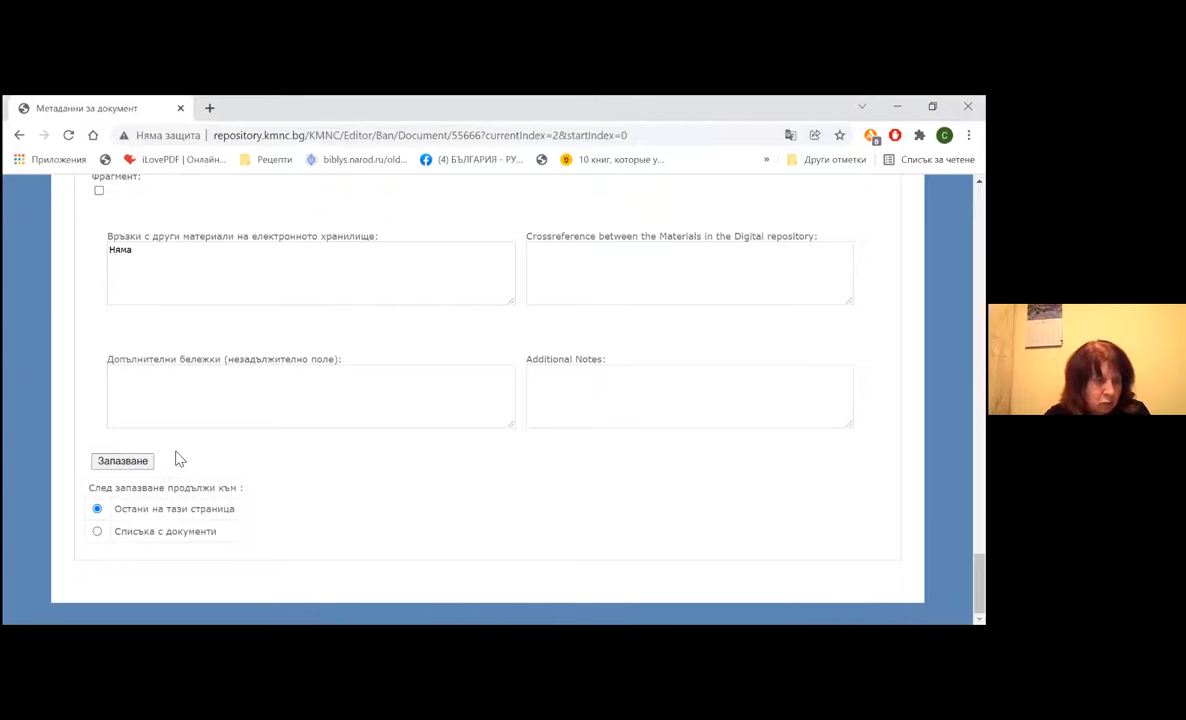 Метаданни за документ
Няма защита
repository.kmnc.bg/KMNC/Editor/Ban/Document/55666?currentIndex=2&startIndex=0
0
C
Приложения
iLovePDF | Онлайн...
Рецепти
biblys.narod.ru/old...
(4) БЪЛГАРИЯ - РУ...
10 книг, которые у...
»
Други отметки
Списък за четене
Фрагмент:
Връзки с други материали на електронното хранилище:
Crossreference between the Materials in the Digital repository:
Няма
Допълнителни бележки (незадължително поле):
Additional Notes:
Запазване
След запазване продължи към :
Остани на тази страница
Списъка с документи